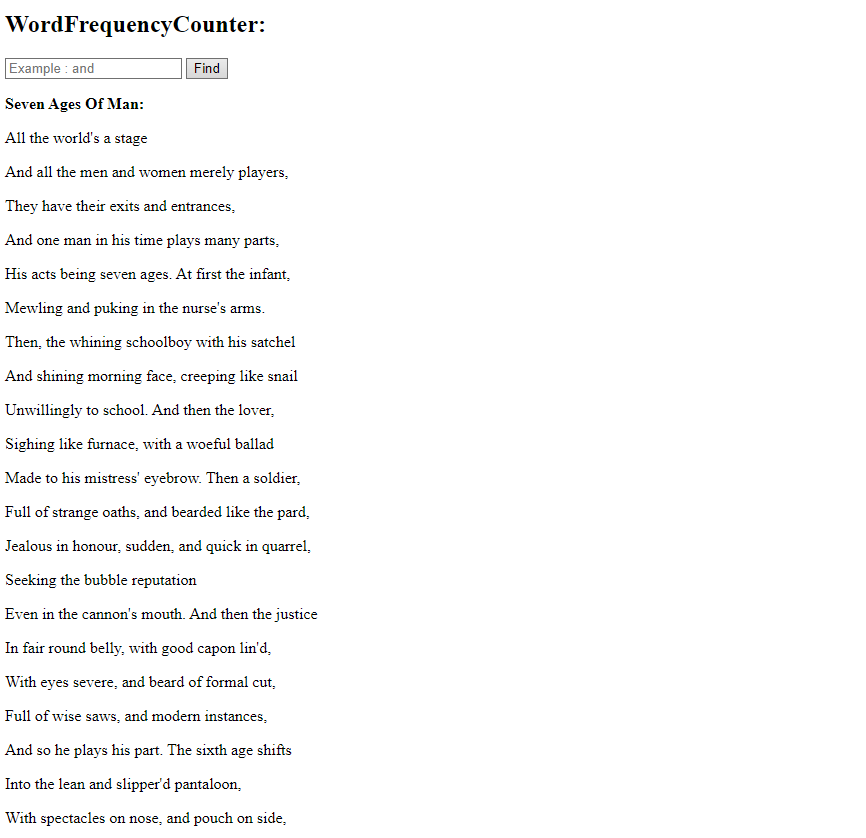 WordFrequencyCounter:
Example : and
Find
Seven Ages Of Man:
All the world's a stage
And all the men and women merely players,
They have their exits and entrances,
And one man in his time plays many parts,
His acts being seven ages. At first the infant,
Mewling and puking in the nurse's arms.
Then, the whining schoolboy with his satchel
And shining morning face, creeping like snail
Unwillingly to school. And then the lover,
Sighing like furnace, with a woeful ballad
Made to his mistress' eyebrow. Then a soldier,
Full of strange oaths, and bearded like the pard,
Jealous in honour, sudden, and quick in quarrel,
Seeking the bubble reputation
Even in the cannon's mouth. And then the justice
In fair round belly, with good capon lin'd,
With eyes severe, and beard of formal cut,
Full of wise saws, and modern instances,
And so he plays his part. The sixth age shifts
Into the lean and slipper'd pantaloon,
With spectacles on nose, and pouch on side,